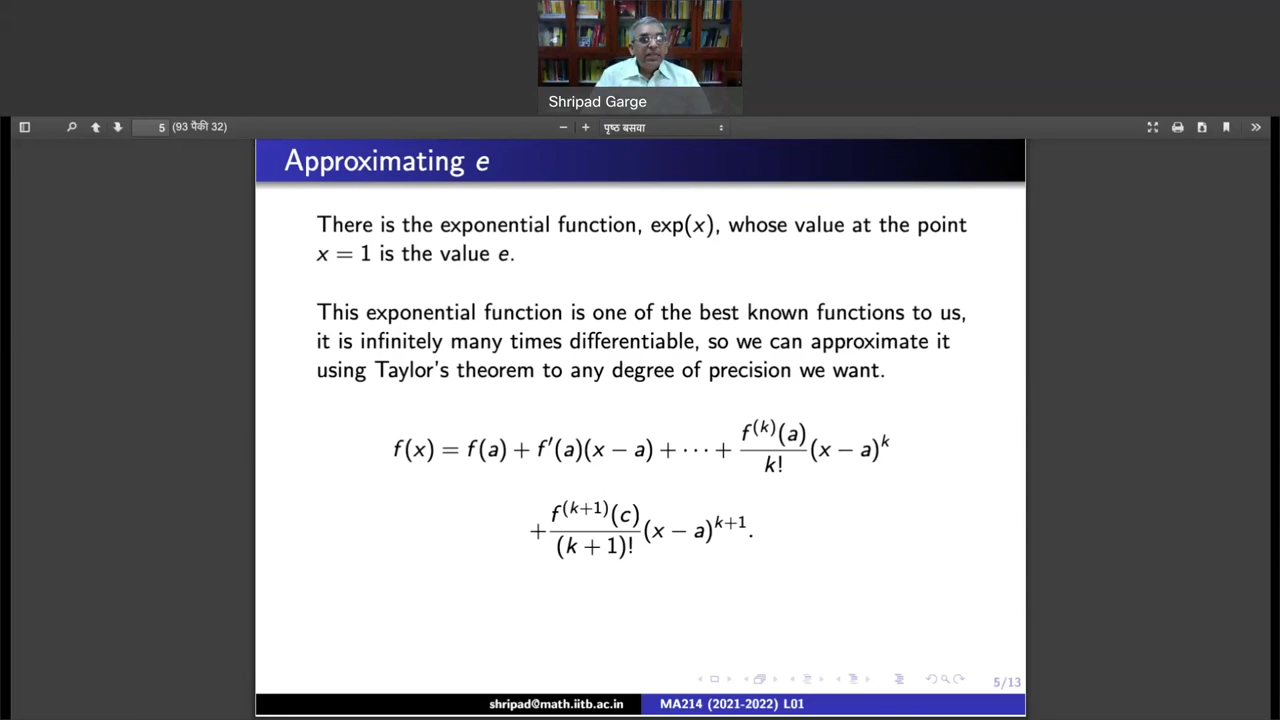 Shripad Garge
5 (93 पैकी 32)
पृष्ठ बसवा
Approximating e
There is the exponential function, exp(x), whose value at the point
x = 1 is the value e.
This exponential function is one of the best known functions to us,
it is infinitely many times differentiable, so we can approximate it
using Taylor's theorem to any degree of precision we want.
f(x) = f(a) + f′(a)(x − a) + ⋯ + f^{(k)}(a)/k! (x − a)^k
+ f^{(k+1)}(c)/(k + 1)! (x − a)^{k+1}.
5/13
shripad@math.iitb.ac.in MA214 (2021-2022) L01